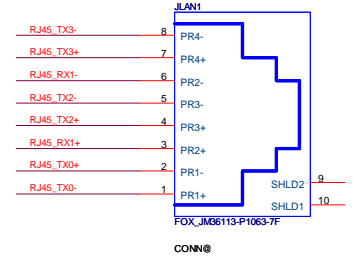 JLAN1
RJ45_TX3- 8 PR4-
RJ45_TX3+ 7 PR4+
RJ45_RX1- 6 PR2-
RJ45_TX2- 5 PR3-
RJ45_TX2+ 4 PR3+
RJ45_RX1+ 3 PR2+
RJ45_TX0+ 2 PR1-
RJ45_TX0- 1 PR1+
SHLD2 9
SHLD1 10
FOX_JM36113-P1063-7F
CONN@